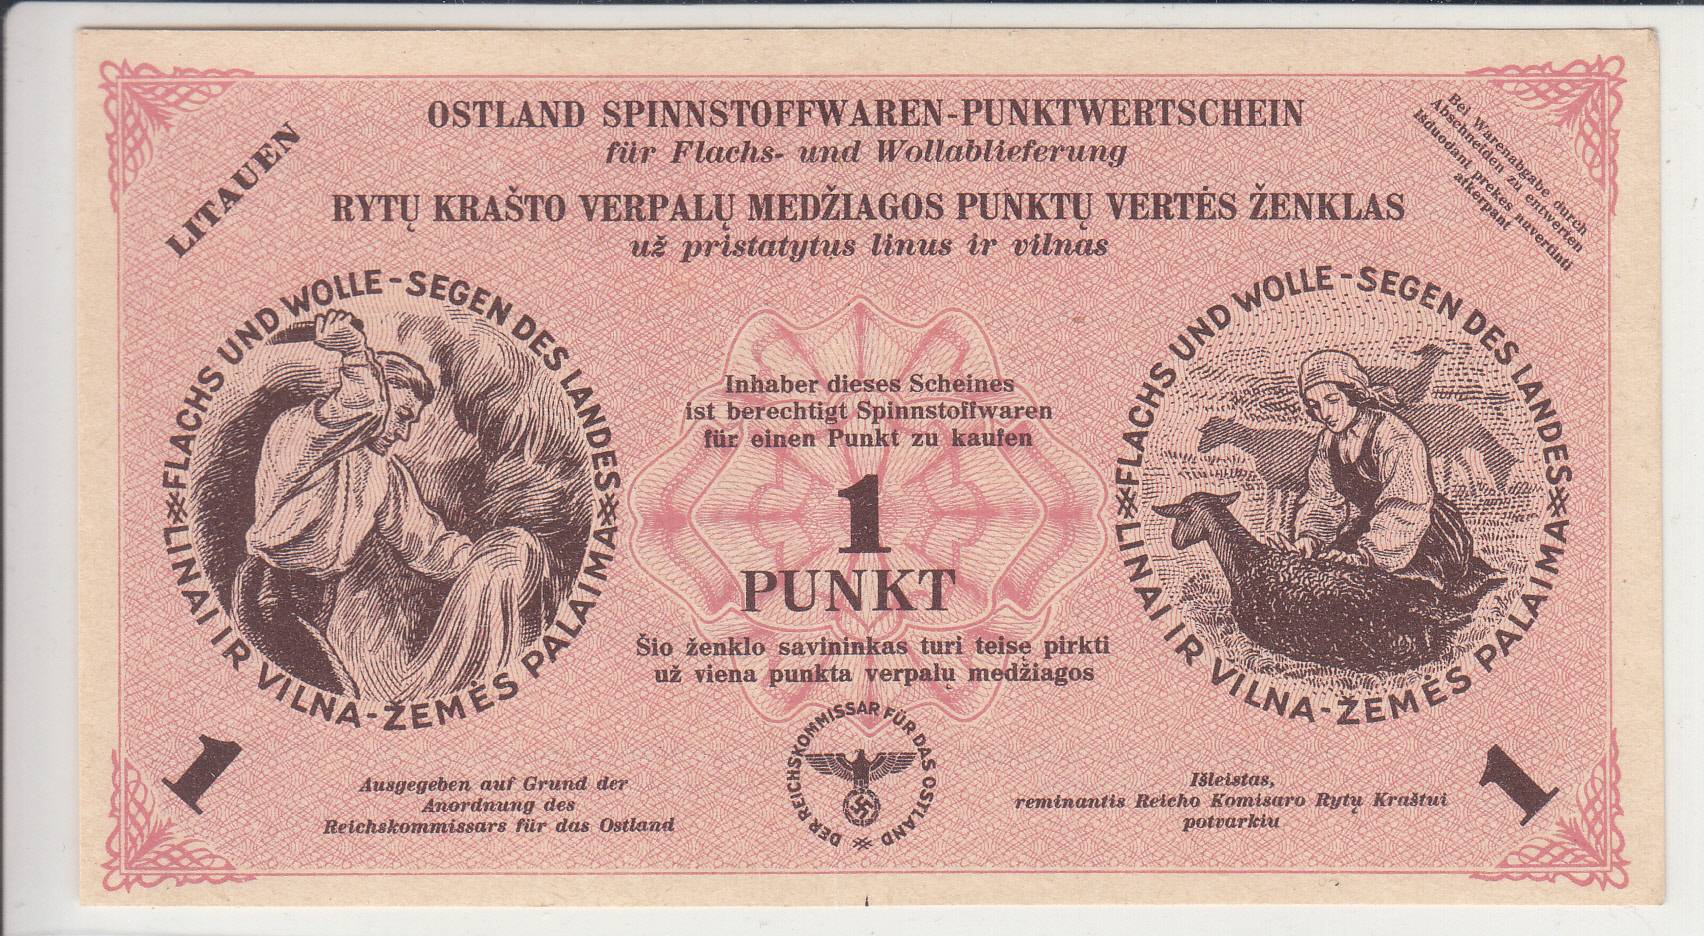 OSTLAND SPINNSTOFFWAREN-PUNKTWERTSCHEIN
für Flachs- und Wollablieferung
LITAUEN
Bei Warenabgabe durch
Abschneiden zu entwerten
Išduodant prekes nuvertinti
atkerpant
RYTŲ KRAŠTO VERPALŲ MEDŽIAGOS PUNKTŲ VERTĖS ŽENKLAS
už pristatytus linus ir vilnas
FLACHS UND WOLLE-SEGEN DES LANDES
LINAI IR VILNA-ŽEMĖS PALAIMA
Inhaber dieses Scheines
ist berechtigt Spinnstoffwaren
für einen Punkt zu kaufen
1
PUNKT
Šio ženklo savininkas turi teise pirkti
už viena punkta verpalų medžiagos
FLACHS UND WOLLE-SEGEN DES LANDES
LINAI IR VILNA-ŽEMĖS PALAIMA
1
Ausgegeben auf Grund der
Anordnung des
Reichskommissars für das Ostland
DER REICHSKOMMISSAR FÜR DAS OSTLAND
Išleistas,
reminantis Reicho Komisaro Rytų Kraštui
potvarkiu
1